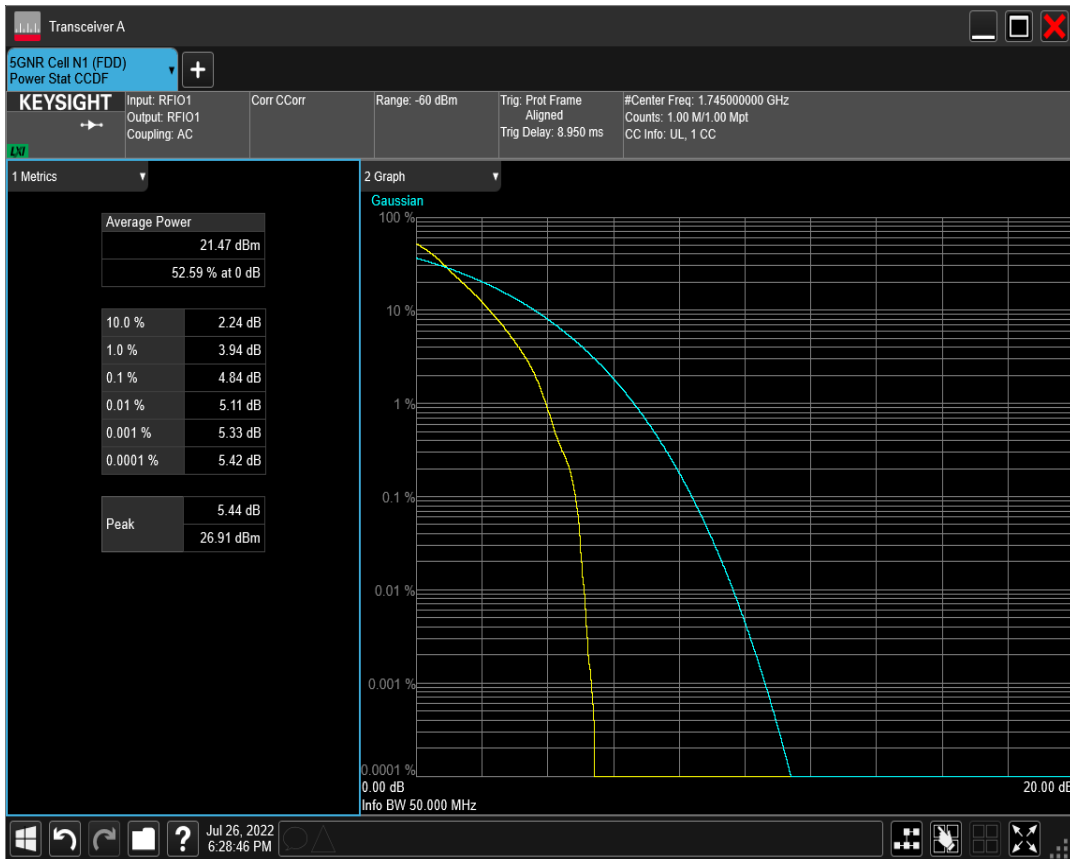 Transceiver A
5GNR Cell N1 (FDD)
Power Stat CCDF
+
KEYSIGHT
LXI
Input: RFIO1
Output: RFIO1
Coupling: AC
Corr CCorr
Range: -60 dBm
Trig: Prot Frame
Aligned
Trig Delay: 8.950 ms
#Center Freq: 1.745000000 GHz
Counts: 1.00 M/1.00 Mpt
CC Info: UL, 1 CC
1 Metrics
Average Power
21.47 dBm
52.59 % at 0 dB
10.0 % 2.24 dB
1.0 % 3.94 dB
0.1 % 4.84 dB
0.01 % 5.11 dB
0.001 % 5.33 dB
0.0001 % 5.42 dB
Peak
5.44 dB
26.91 dBm
2 Graph
Gaussian
100 %
10 %
1 %
0.1 %
0.01 %
0.001 %
0.0001 %
0.00 dB 20.00 dB
Info BW 50.000 MHz
?
Jul 26, 2022
6:28:46 PM